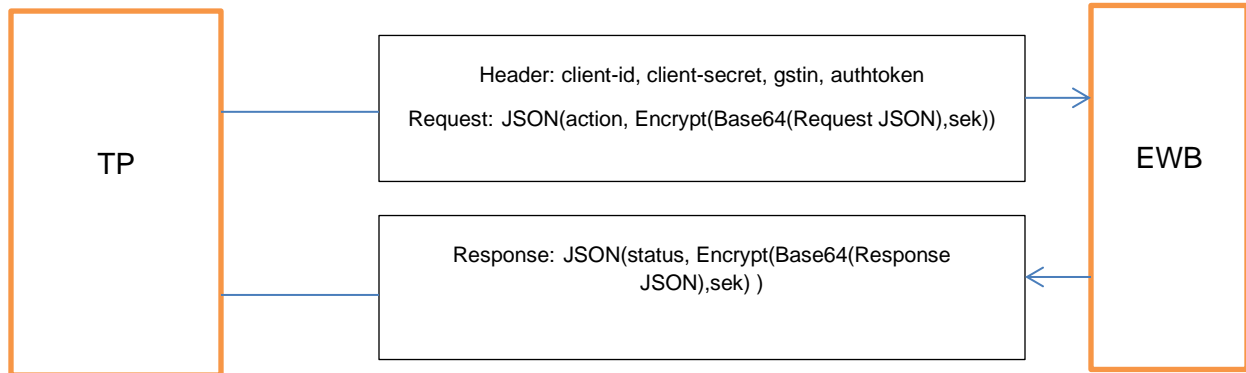 TP
Header: client-id, client-secret, gstin, authtoken
Request: JSON(action, Encrypt(Base64(Request JSON),sek))
EWB
Response: JSON(status, Encrypt(Base64(Response
JSON),sek) )